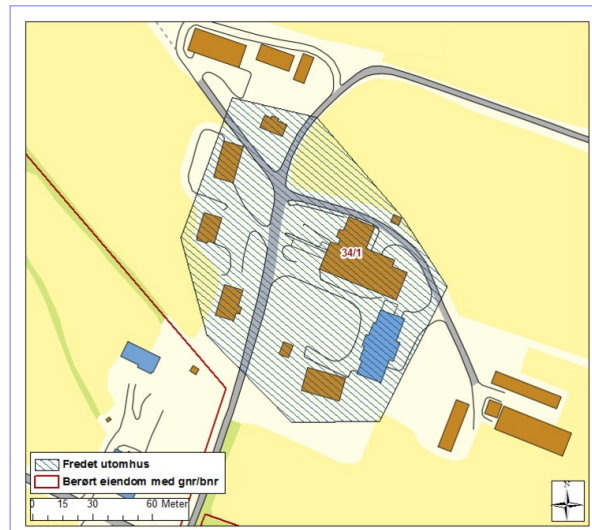 34/1
Fredet utomhus
Berørt eiendom med gnr/bnr
0 15 30 60 Meter
N